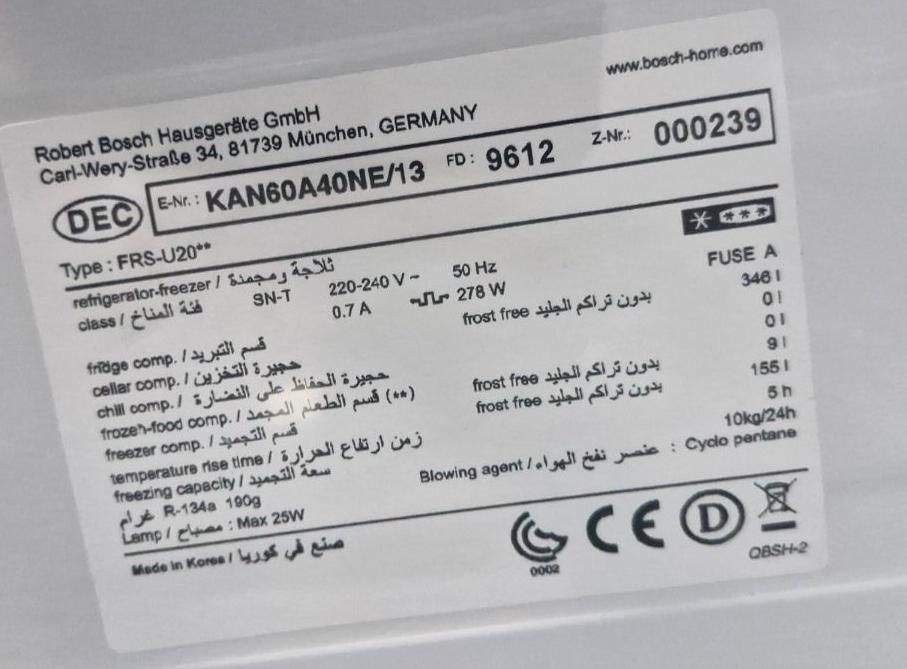 www.bosch-home.com
Robert Bosch Hausgeräte GmbH
Carl-Wery-Straße 34, 81739 München, GERMANY
DEC E-Nr.: KAN60A40NE/13 FD: 9612 Z-Nr.: 000239
Type : FRS-U20**
refrigerator-freezer / ثلاجة ومجمدة 220-240 V ~ 50 Hz FUSE A
class / فئة المناخ SN-T 0.7 A 278 W 346 l
fridge comp. / قسم التبريد frost free بدون تراكم الجليد 0 l
cellar comp. / حجيرة التخزين 0 l
chill comp. / حجيرة الحفاظ على النضارة 9 l
frozen-food comp. / قسم الطعام المجمد (**) frost free بدون تراكم الجليد 155 l
freezer comp. / قسم التجميد frost free بدون تراكم الجليد 5 h
temperature rise time / زمن ارتفاع الحرارة 10kg/24h
freezing capacity / سعة التجميد Blowing agent / عنصر نفخ الهواء : Cyclo pentane
غرام R-134a 190g
Lamp / مصباح : Max 25W
Made in Korea / صنع في كوريا
0002 CE D QBSH-2